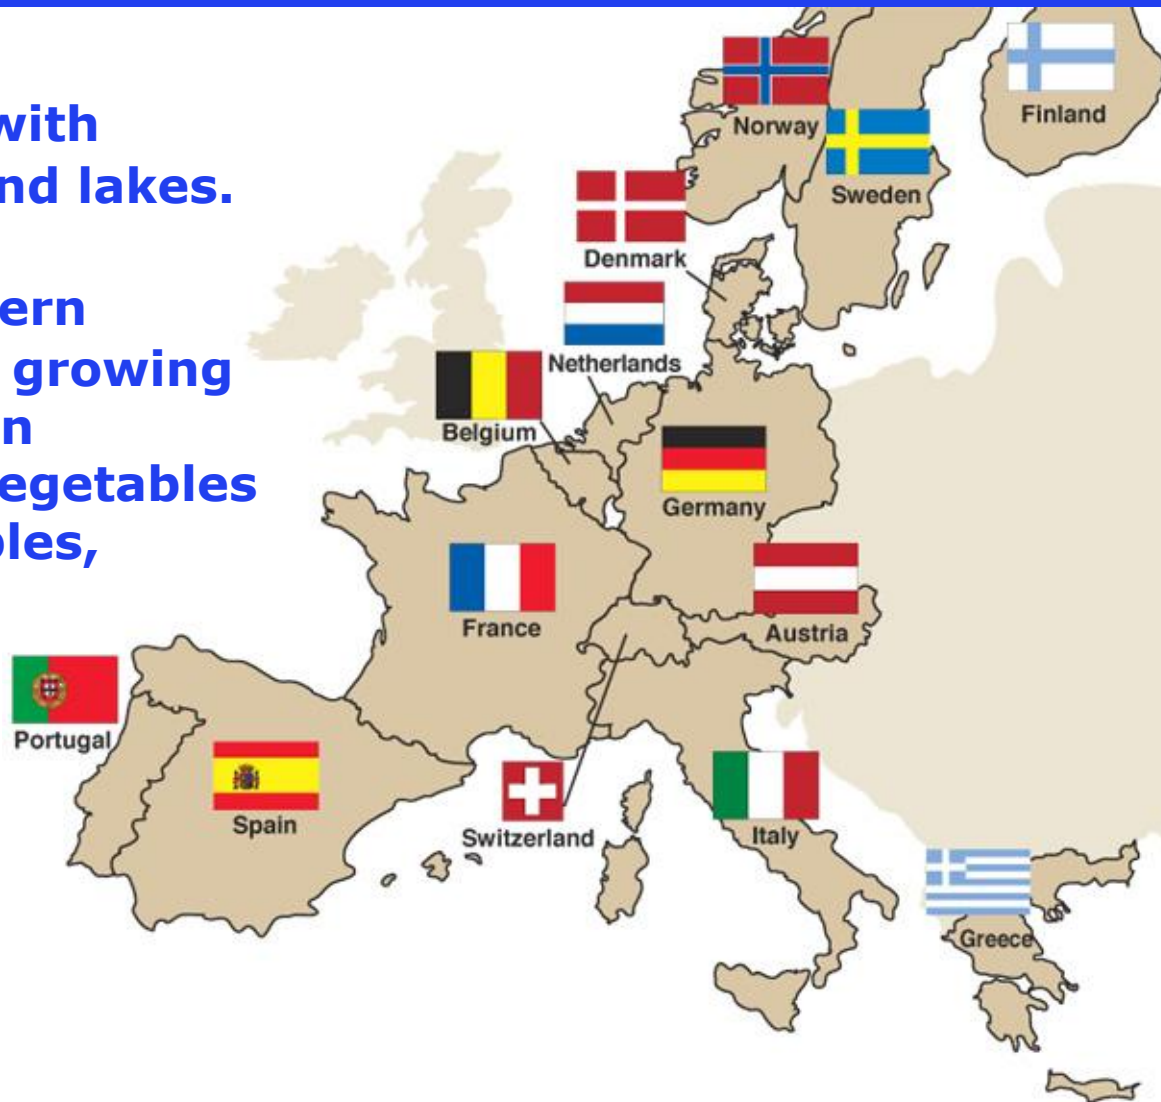 with
nd lakes.
ern
growing
n
egetables
ples,
Norway
Finland
Sweden
Denmark
Netherlands
Belgium
Germany
France
Austria
Portugal
Spain
Switzerland
Italy
Greece